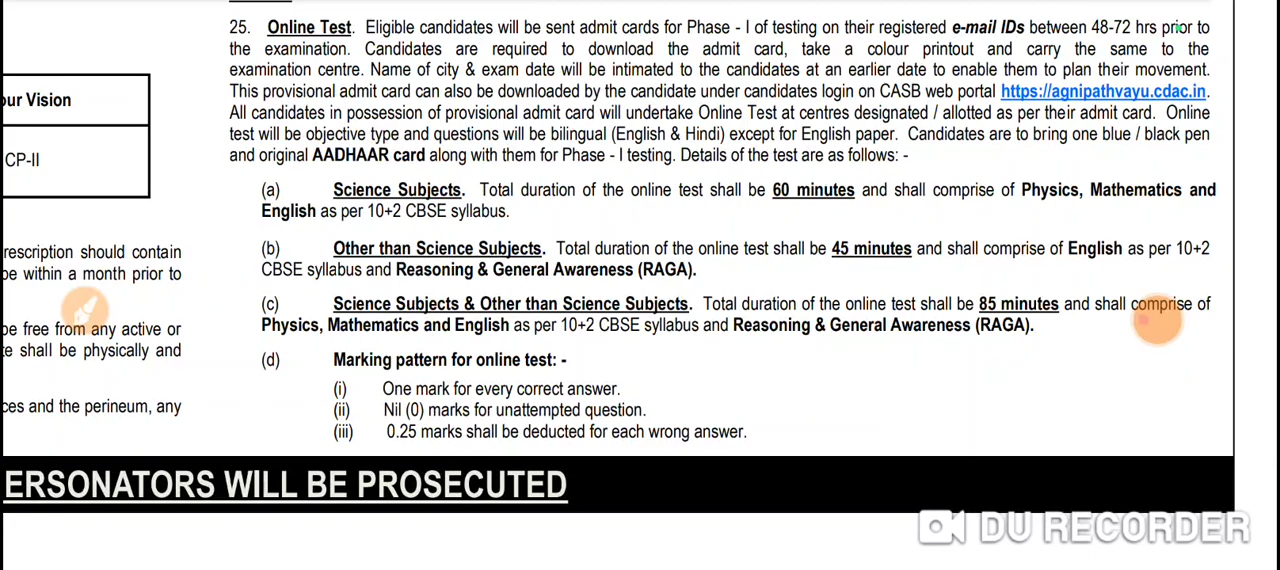 our Vision
CP-II
rescription should contain
be within a month prior to
be free from any active or
te shall be physically and
ces and the perineum, any
25. Online Test. Eligible candidates will be sent admit cards for Phase - I of testing on their registered e-mail IDs between 48-72 hrs prior to
the examination. Candidates are required to download the admit card, take a colour printout and carry the same to the
examination centre. Name of city & exam date will be intimated to the candidates at an earlier date to enable them to plan their movement.
This provisional admit card can also be downloaded by the candidate under candidates login on CASB web portal https://agnipathvayu.cdac.in.
All candidates in possession of provisional admit card will undertake Online Test at centres designated / allotted as per their admit card. Online
test will be objective type and questions will be bilingual (English & Hindi) except for English paper. Candidates are to bring one blue / black pen
and original AADHAAR card along with them for Phase - I testing. Details of the test are as follows: -
(a) Science Subjects. Total duration of the online test shall be 60 minutes and shall comprise of Physics, Mathematics and
English as per 10+2 CBSE syllabus.
(b) Other than Science Subjects. Total duration of the online test shall be 45 minutes and shall comprise of English as per 10+2
CBSE syllabus and Reasoning & General Awareness (RAGA).
(c) Science Subjects & Other than Science Subjects. Total duration of the online test shall be 85 minutes and shall comprise of
Physics, Mathematics and English as per 10+2 CBSE syllabus and Reasoning & General Awareness (RAGA).
(d) Marking pattern for online test: -
(i) One mark for every correct answer.
(ii) Nil (0) marks for unattempted question.
(iii) 0.25 marks shall be deducted for each wrong answer.
ERSONATORS WILL BE PROSECUTED
DU RECORDER